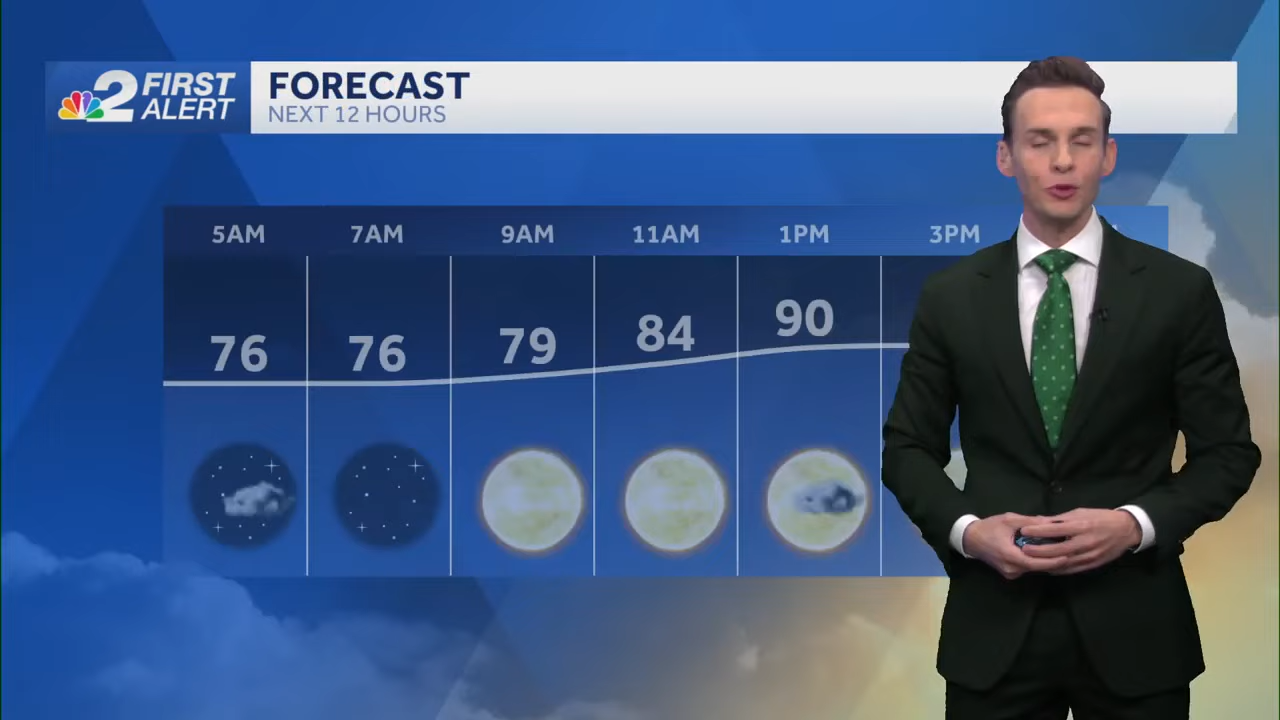 2 FIRST
ALERT
FORECAST
NEXT 12 HOURS
5AM 7AM 9AM 11AM 1PM 3PM
76 76 79 84 90